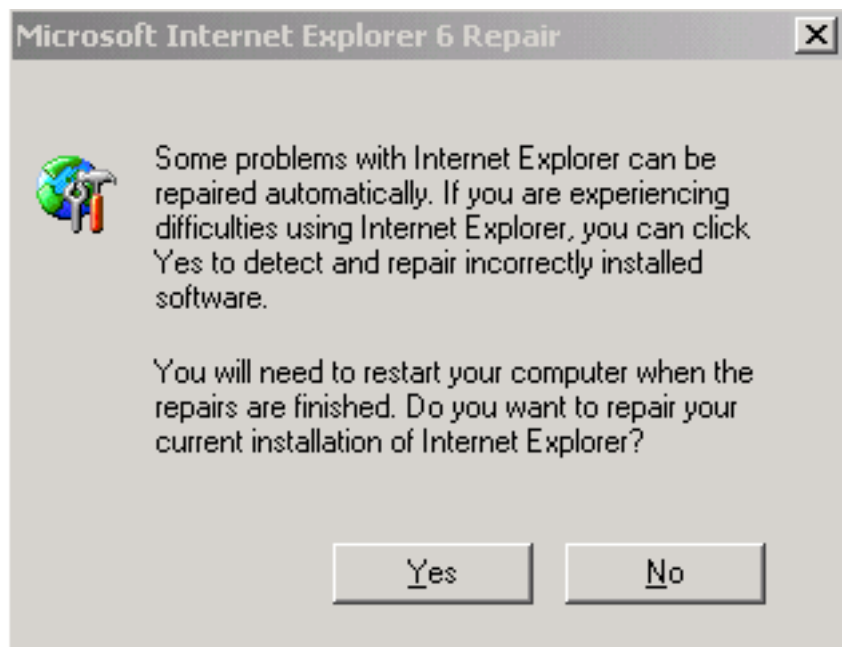 Microsoft Internet Explorer 6 Repair
Some problems with Internet Explorer can be
repaired automatically. If you are experiencing
difficulties using Internet Explorer, you can click
Yes to detect and repair incorrectly installed
software.
You will need to restart your computer when the
repairs are finished. Do you want to repair your
current installation of Internet Explorer?
Yes
No